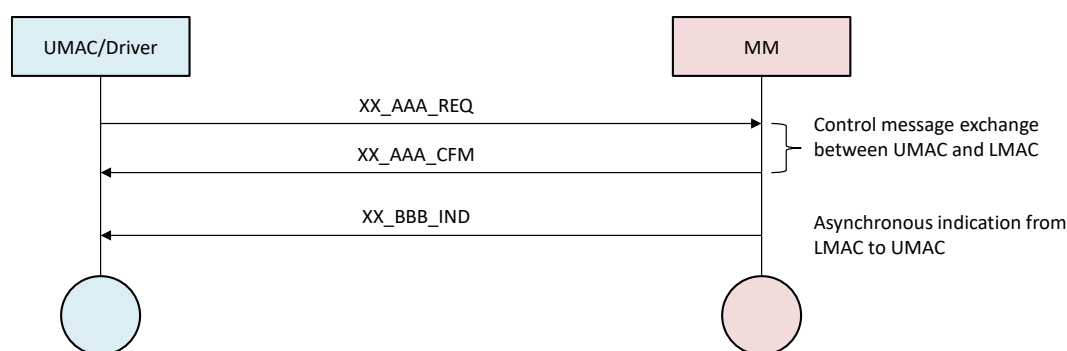 UMAC/Driver
MM
XX_AAA_REQ
XX_AAA_CFM
Control message exchange
between UMAC and LMAC
XX_BBB_IND
Asynchronous indication from
LMAC to UMAC